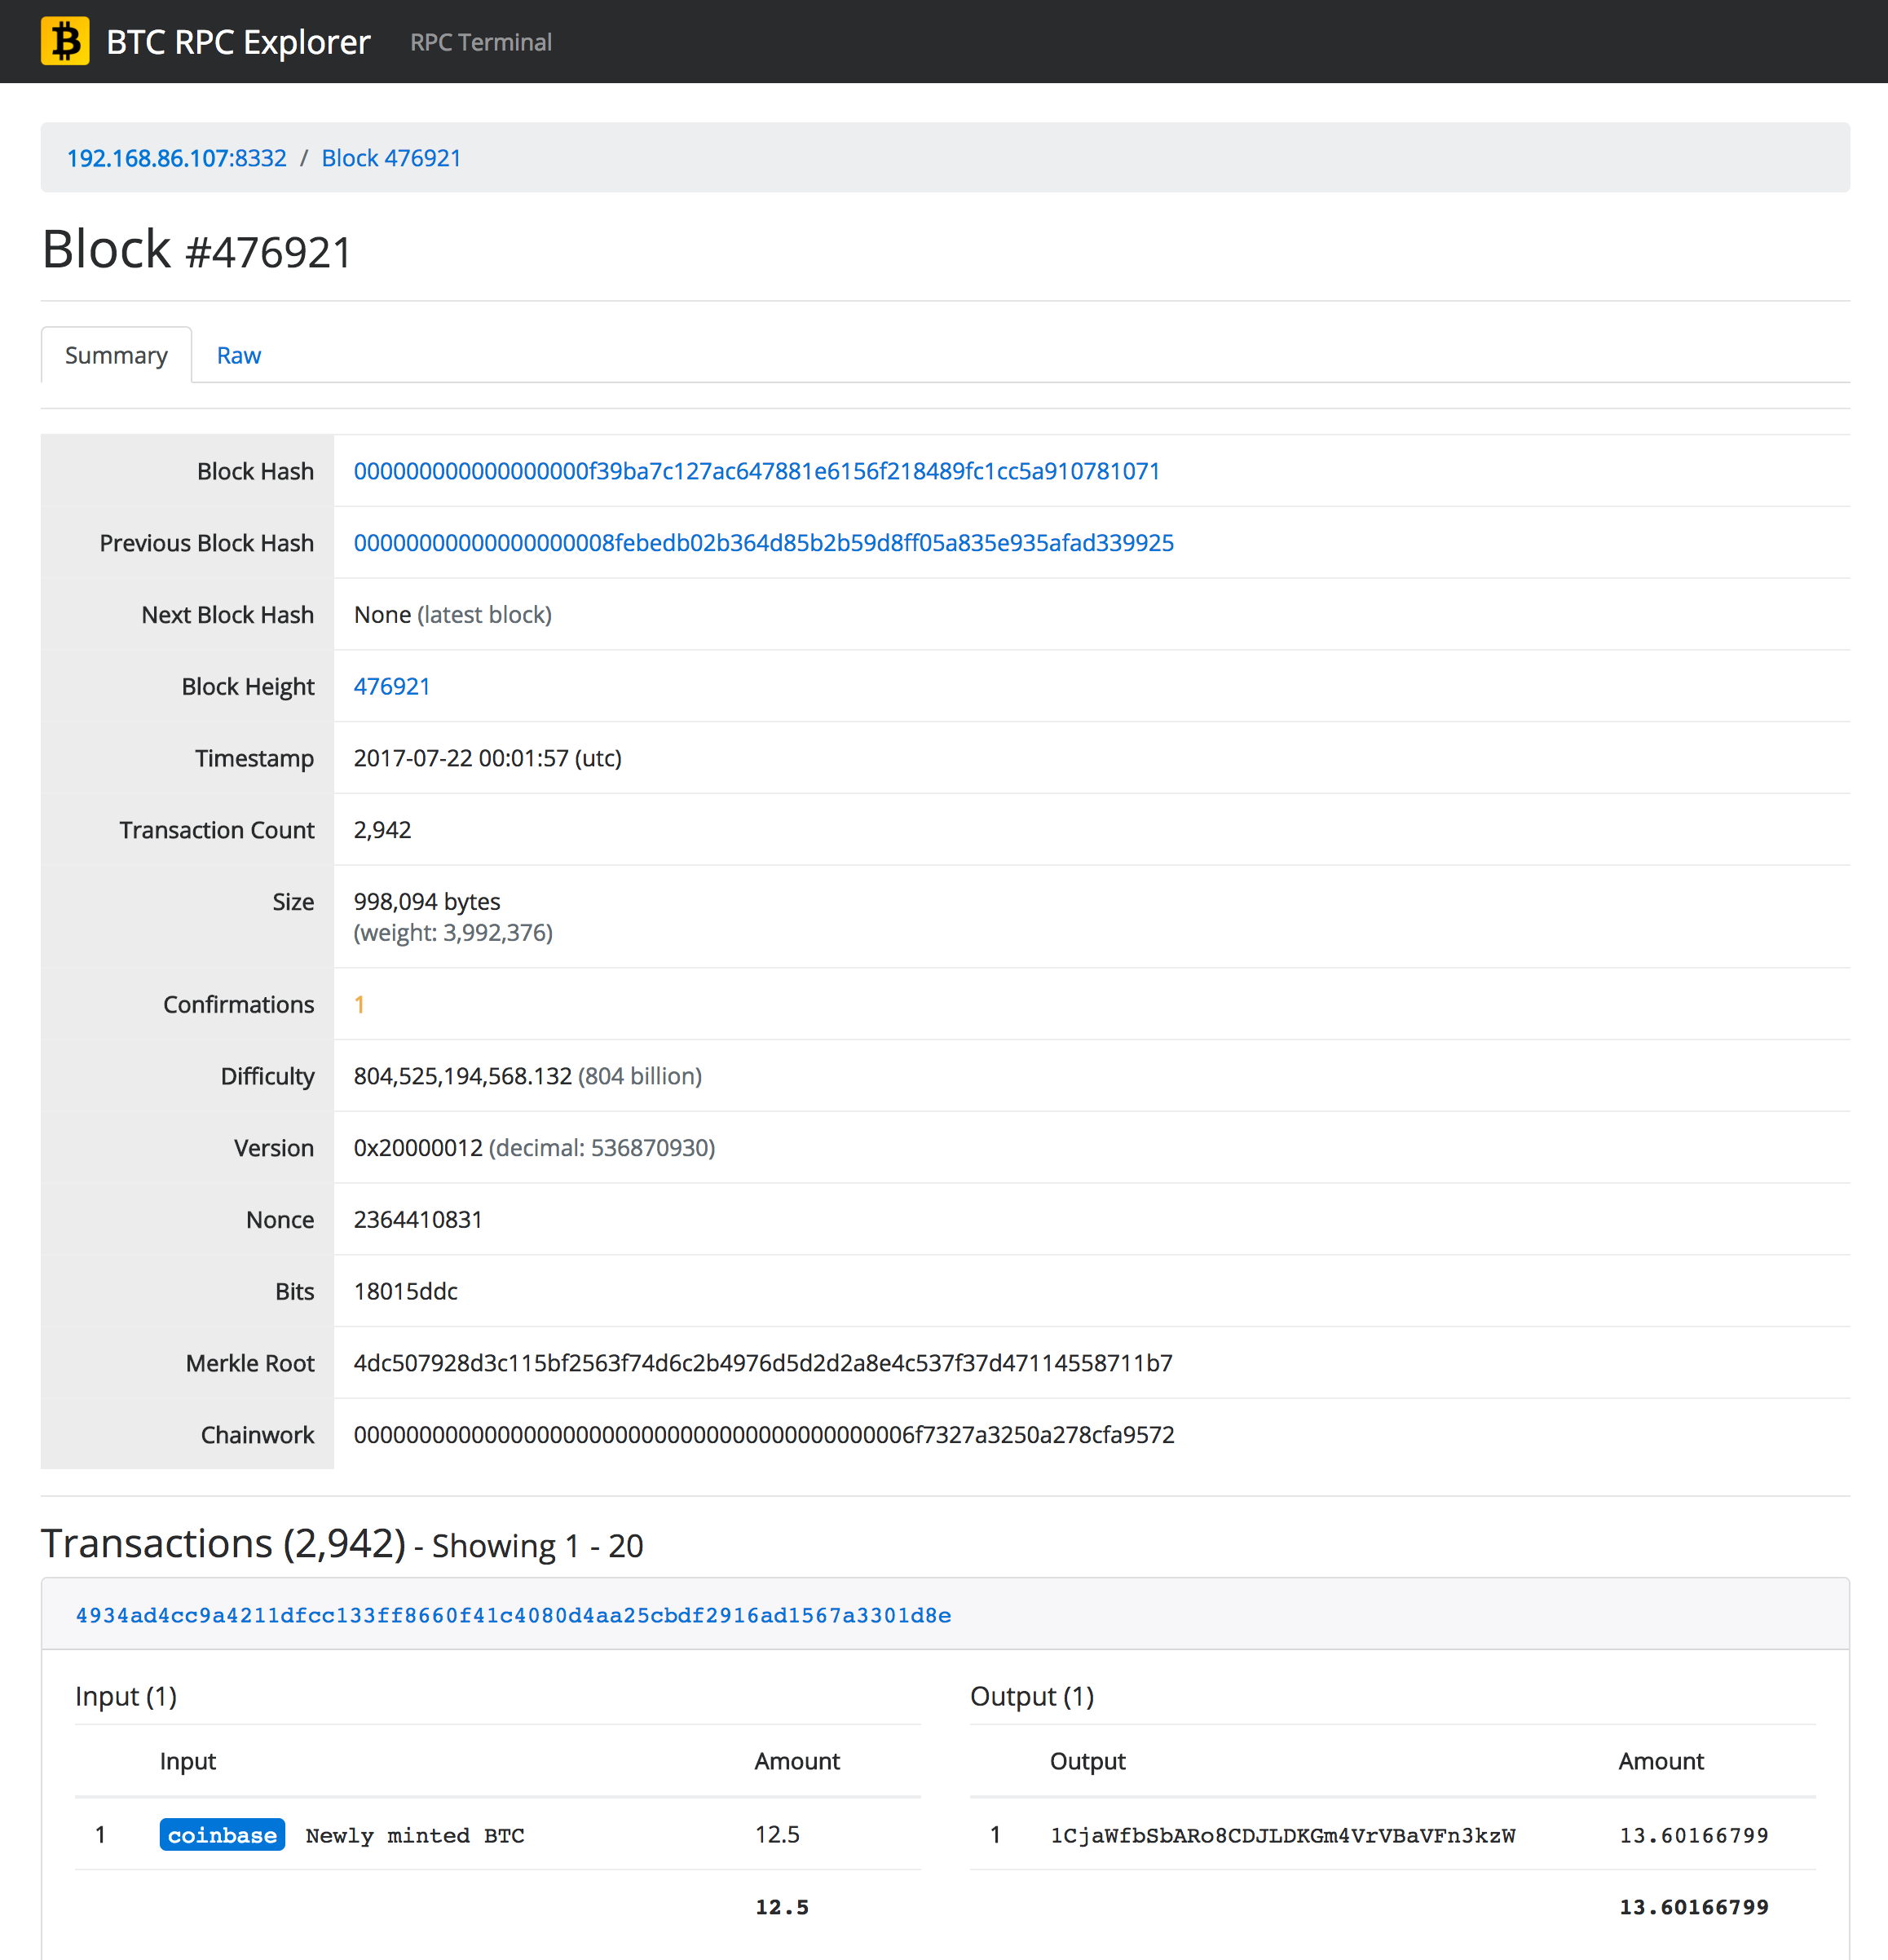 BTC RPC Explorer RPC Terminal
192.168.86.107:8332 / Block 476921
Block #476921
Summary Raw
Block Hash 000000000000000000f39ba7c127ac647881e6156f218489fc1cc5a910781071
Previous Block Hash 00000000000000000008febedb02b364d85b2b59d8ff05a835e935afad339925
Next Block Hash None (latest block)
Block Height 476921
Timestamp 2017-07-22 00:01:57 (utc)
Transaction Count 2,942
Size 998,094 bytes
(weight: 3,992,376)
Confirmations 1
Difficulty 804,525,194,568.132 (804 billion)
Version 0x20000012 (decimal: 536870930)
Nonce 2364410831
Bits 18015ddc
Merkle Root 4dc507928d3c115bf2563f74d6c2b4976d5d2d2a8e4c537f37d47114558711b7
Chainwork 0000000000000000000000000000000000000000006f7327a3250a278cfa9572
Transactions (2,942) - Showing 1 - 20
4934ad4cc9a4211dfcc133ff8660f41c4080d4aa25cbdf2916ad1567a3301d8e
Input (1) Output (1)
Input Amount Output Amount
1 coinbase Newly minted BTC 12.5 1 1CjaWfbSbARo8CDJLDKGm4VrVBaVFn3kzW 13.60166799
12.5 13.60166799